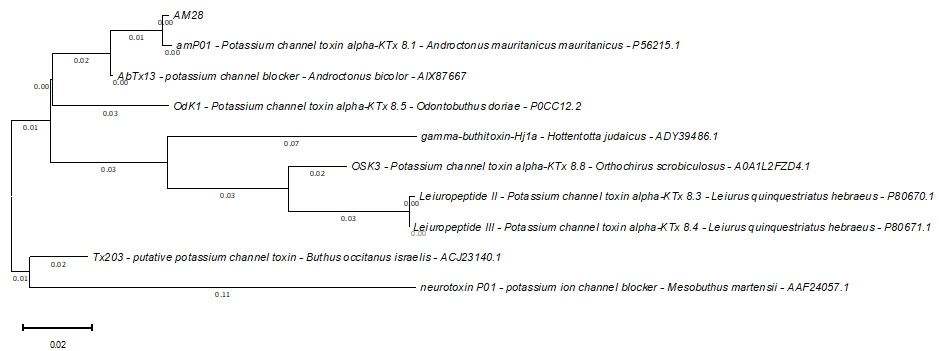 AM28
0.00
0.01
0.00
amP01 - Potassium channel toxin alpha-KTx 8.1 - Androctonus mauritanicus mauritanicus - P56215.1
0.02
AbTx13 - potassium channel blocker - Androctonus bicolor - AIX87667
0.00
0.00
OdK1 - Potassium channel toxin alpha-KTx 8.5 - Odontobuthus doriae - P0CC12.2
0.03
0.01
gamma-buthitoxin-Hj1a - Hottentotta judaicus - ADY39486.1
0.07
0.03
OSK3 - Potassium channel toxin alpha-KTx 8.8 - Orthochirus scrobiculosus - A0A1L2FZD4.1
0.02
0.03
Leiuropeptide II - Potassium channel toxin alpha-KTx 8.3 - Leiurus quinquestriatus hebraeus - P80670.1
0.00
0.03
Leiuropeptide III - Potassium channel toxin alpha-KTx 8.4 - Leiurus quinquestriatus hebraeus - P80671.1
0.00
Tx203 - putative potassium channel toxin - Buthus occitanus israelis - ACJ23140.1
0.02
0.01
neurotoxin P01 - potassium ion channel blocker - Mesobuthus martensii - AAF24057.1
0.11
0.02